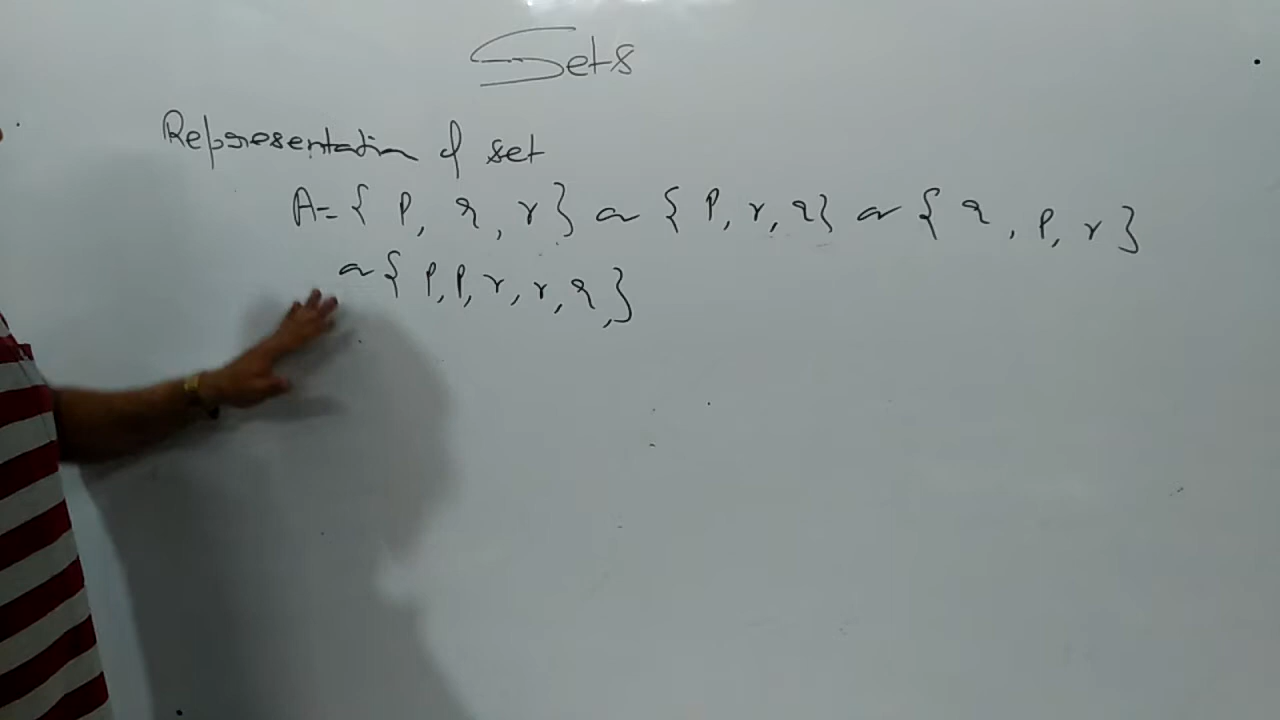 Sets
Representation of set
A = { p, q, r } or { p, r, q } or { q, p, r }
or { p, p, r, r, q, }